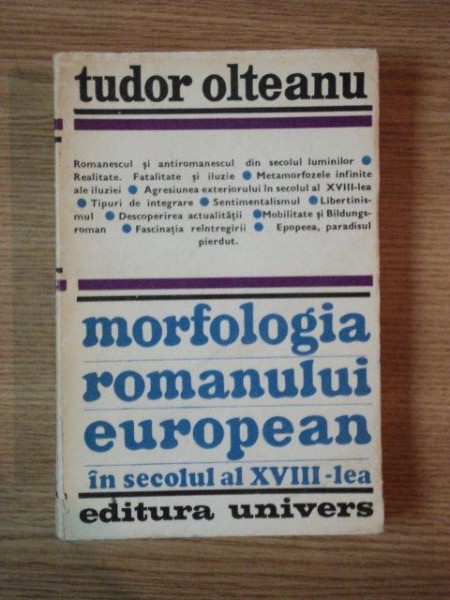 tudor olteanu
Romanescul și antiromanescul din secolul luminilor ●
Realitate. Fatalitate și iluzie ● Metamorfozele infinite
ale iluziei ● Agresiunea exteriorului în secolul al XVIII-lea
● Tipuri de integrare ● Sentimentalismul ● Libertinis-
mul ● Descoperirea actualității ● Mobilitate și Bildungs-
roman ● Fascinația reîntregirii ● Epopeea, paradisul
pierdut.
morfologia
romanului
european
în secolul al XVIII-lea
editura univers